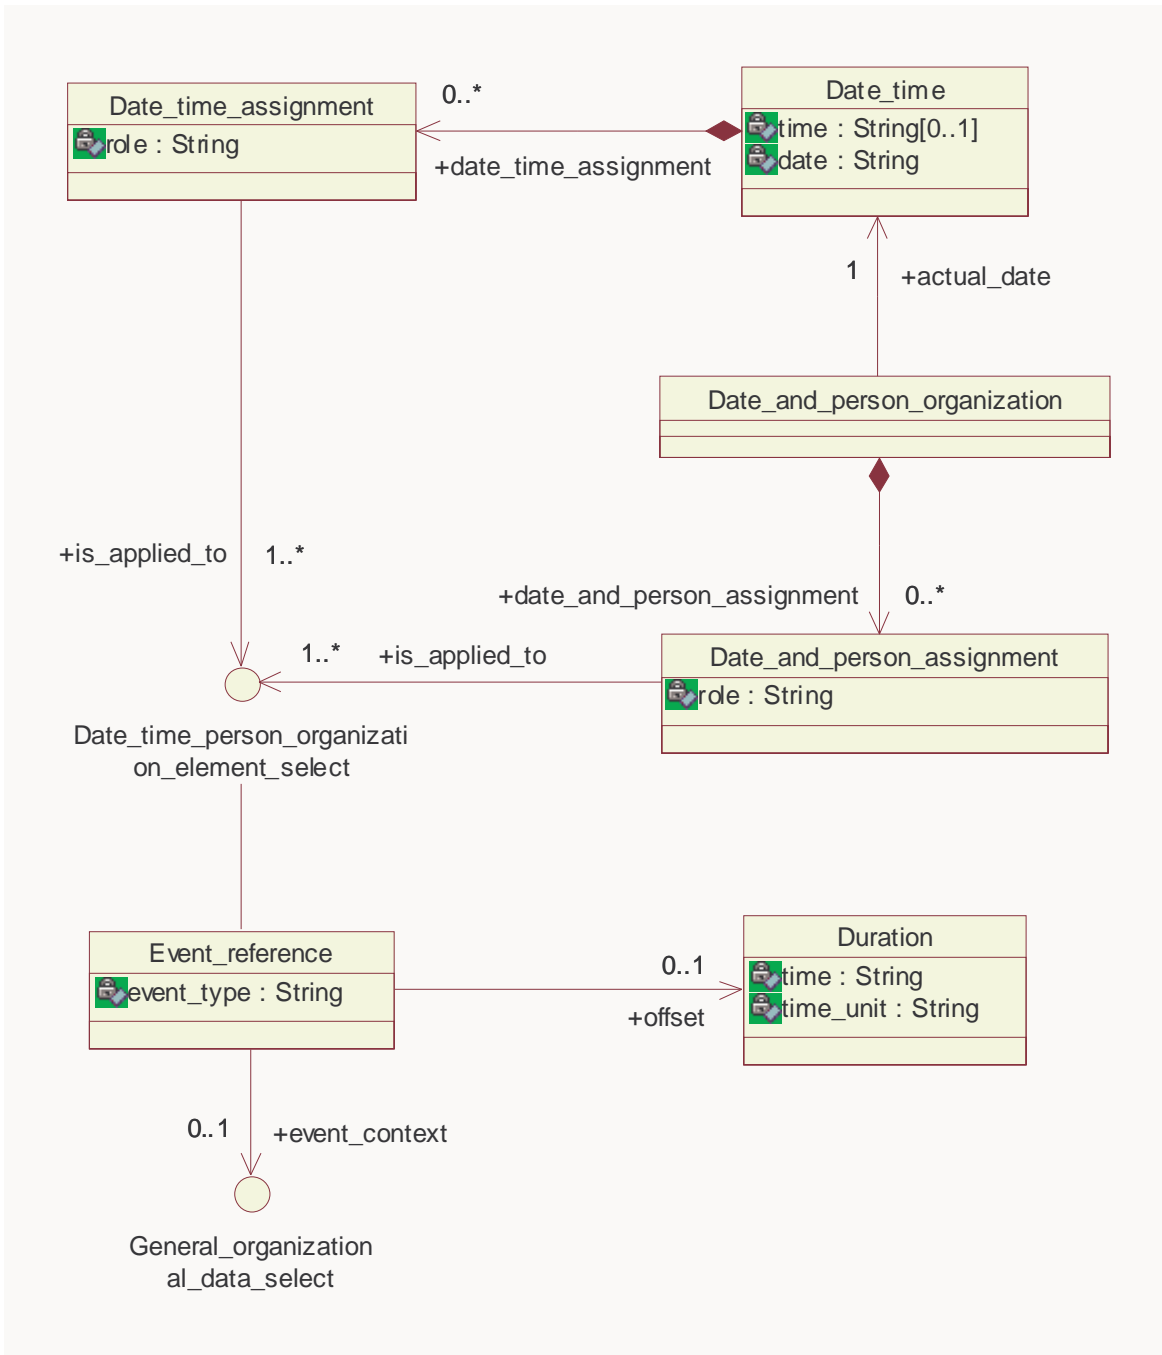 Date_time_assignment
role : String
0..*
+date_time_assignment
Date_time
time : String[0..1]
date : String
1
+actual_date
Date_and_person_organization
+is_applied_to
1..*
+date_and_person_assignment
0..*
1..*
+is_applied_to
Date_and_person_assignment
role : String
Date_time_person_organizati
on_element_select
Event_reference
event_type : String
0..1
+offset
Duration
time : String
time_unit : String
0..1
+event_context
General_organization
al_data_select